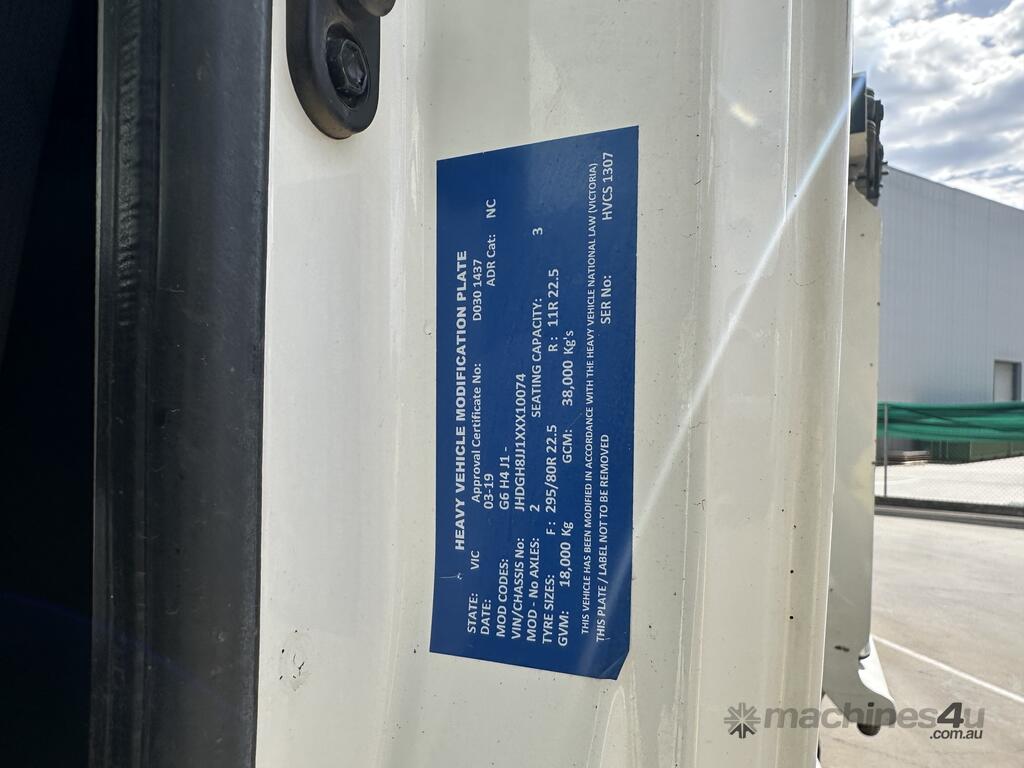 HEAVY VEHICLE MODIFICATION PLATE
STATE: VIC Approval Certificate No: D030 1437
DATE: 03-19 ADR Cat: NC
MOD CODES: G6 H4 J1 -
VIN/CHASSIS No: JHDGH8JJ1XXX10074
MOD - No AXLES: 2 SEATING CAPACITY: 3
TYRE SIZES: F: 295/80R 22.5 R: 11R 22.5
GVM: 18,000 Kg GCM: 38,000 Kg's
THIS VEHICLE HAS BEEN MODIFIED IN ACCORDANCE WITH THE HEAVY VEHICLE NATIONAL LAW (VICTORIA)
THIS PLATE / LABEL NOT TO BE REMOVED SER No: HVCS 1307
machines4u
.com.au